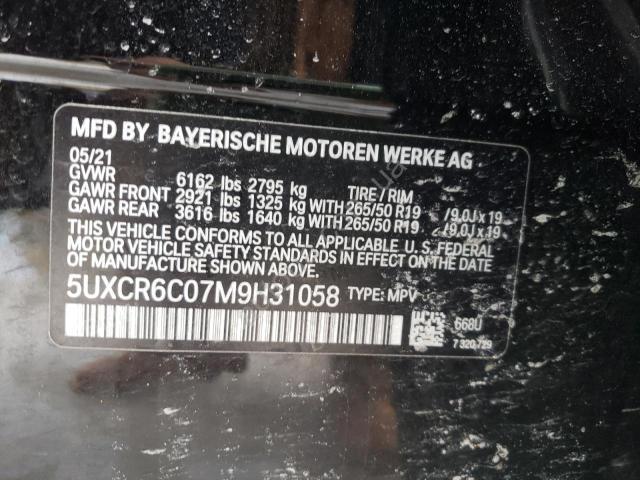 MFD BY BAYERISCHE MOTOREN WERKE AG
05/21
GVWR 6162 lbs 2795 kg TIRE / RIM
GAWR FRONT 2921 lbs 1325 kg WITH 265/50 R19 /9.0J x 19
GAWR REAR 3616 lbs 1640 kg WITH 265/50 R19 /9.0J x 19
THIS VEHICLE CONFORMS TO ALL APPLICABLE U.S. FEDERAL
MOTOR VEHICLE SAFETY STANDARDS IN EFFECT ON THE DATE
OF MANUFACTURE SHOWN ABOVE.
5UXCR6C07M9H31058 TYPE: MPV
668U
7 320 729